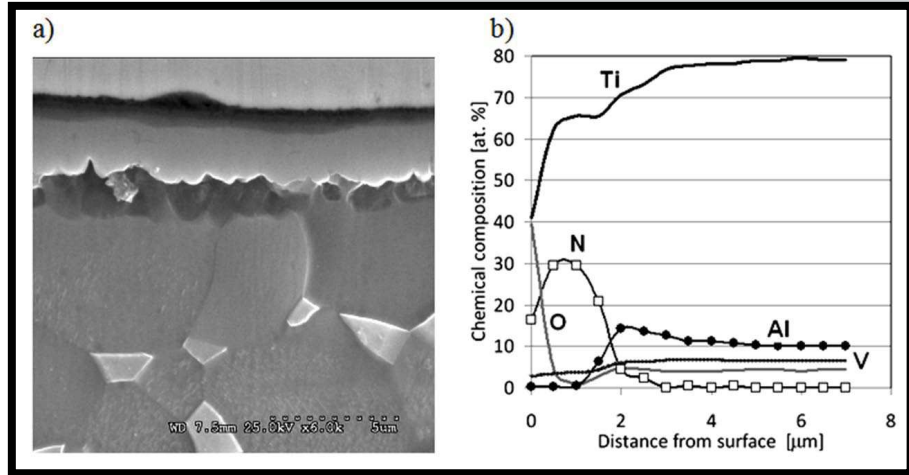 a)
b)
WD 7.5mm 25.0kV x6.0k 5um
Chemical composition [at. %]
80
70
60
50
40
30
20
10
0
Ti
N
O
Al
V
0
2
4
6
8
Distance from surface [μm]